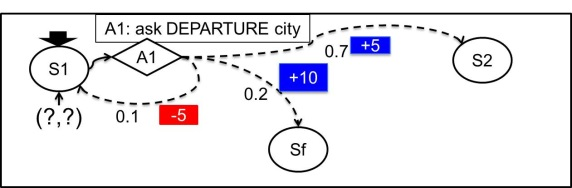 A1: ask DEPARTURE city
S1
A1
0.7
+5
S2
+10
0.2
0.1
-5
(?,?)
Sf